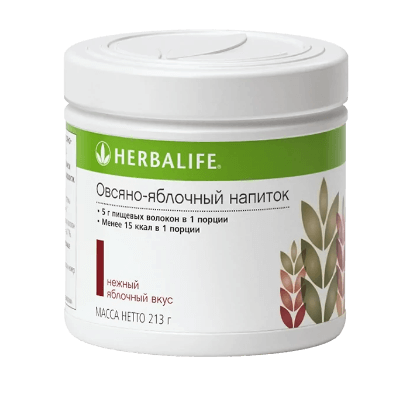 HERBALIFE
Овсяно-яблочный напиток
• 5 г пищевых волокон в 1 порции
• Менее 15 ккал в 1 порции
нежный
яблочный вкус
МАССА НЕТТО 213 г